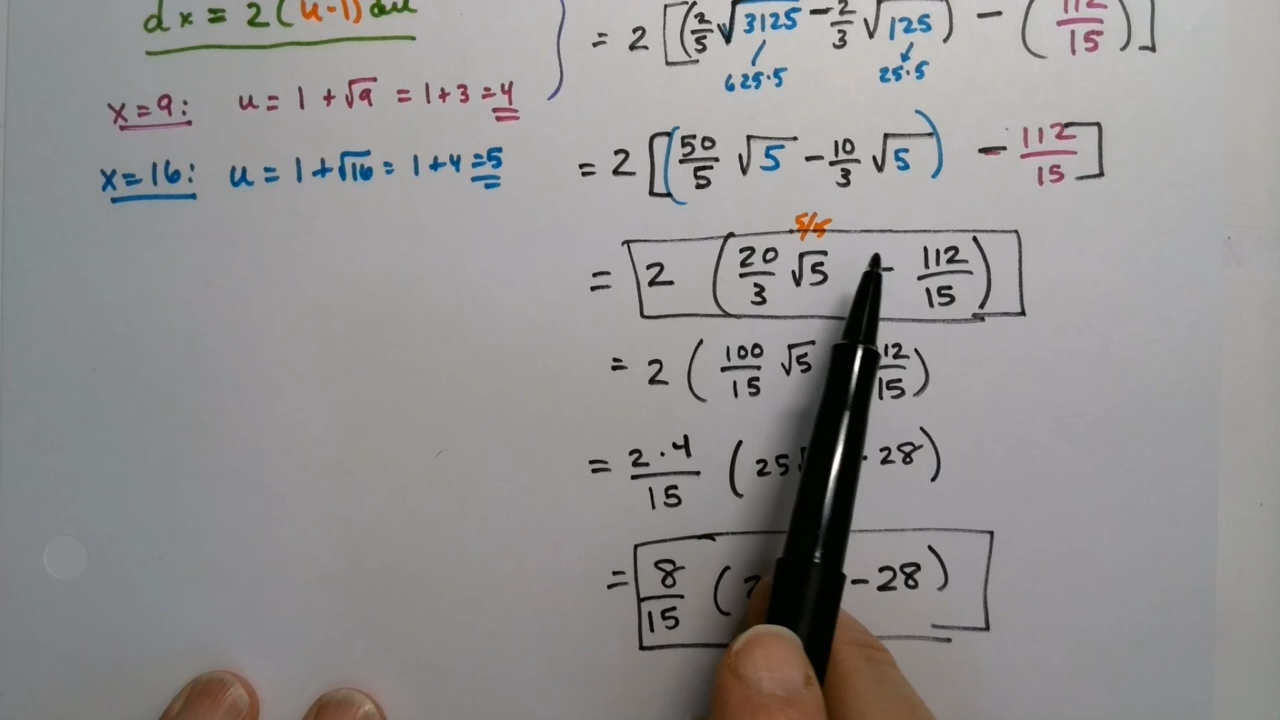 dx = 2(u-1)du
x=9: u = 1 + √9 = 1+3 = 4
x=16: u = 1+√16 = 1+4 = 5
= 2 [(2/5 √3125 - 2/3 √125) - (112/15)]
625·5 25·5
= 2 [(50/5 √5 - 10/3 √5) - 112/15]
5/5
= 2 (20/3 √5 - 112/15)
= 2 (100/15 √5 12/15)
= 2·4/15 (25 - 28)
= 8/15 ( - 28)